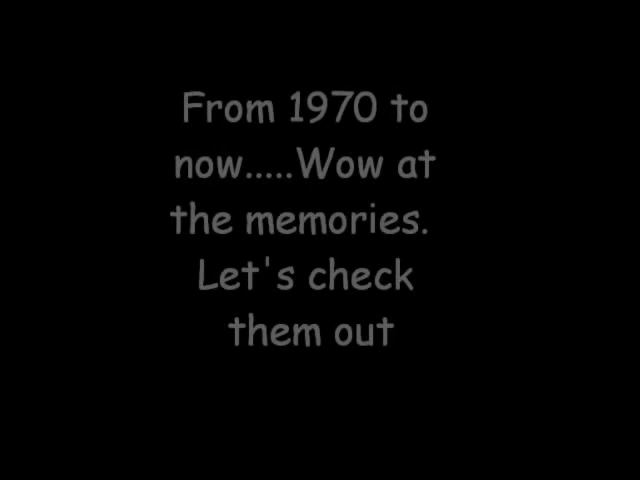 From 1970 to
now.....Wow at
the memories.
Let's check
them out